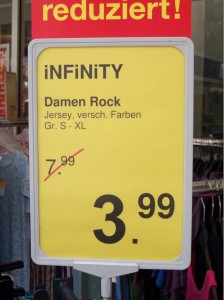 reduziert!
iNFiNiTY
Damen Rock
Jersey, versch. Farben
Gr. S - XL
7.99
3.99